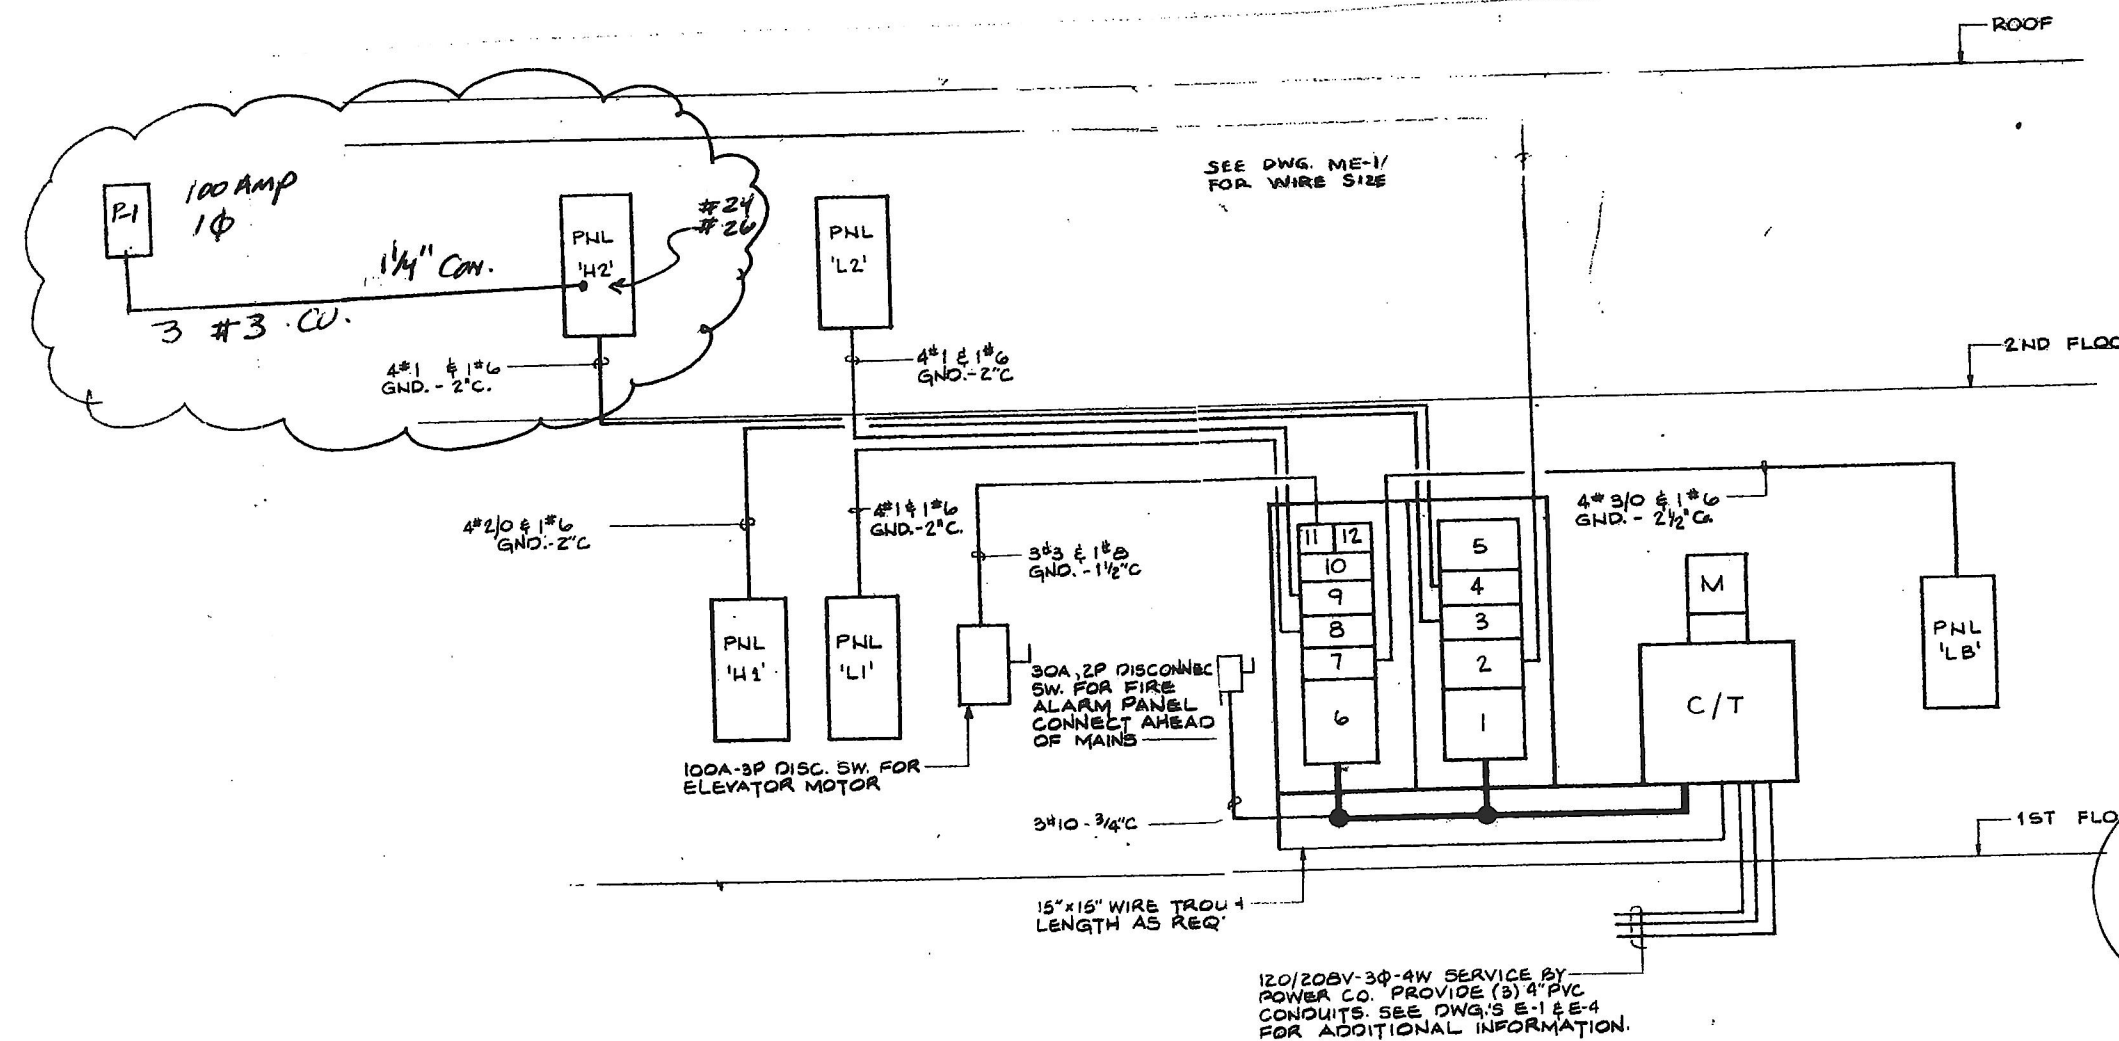 ROOF
SEE DWG. ME-1/
FOR WIRE SIZE
P-1
100 AMP
1Φ
1 1/4" CON.
3 #3 CU.
PNL
'H2'
#24
#26
PNL
'L2'
4#1 & 1#6
GND. - 2"C.
4#1 & 1#6
GND. - 2"C
2ND FLOO
4#2/0 & 1#6
GND. - 2"C
4#1 & 1#6
GND. - 2"C.
3#3 & 1#8
GND. - 1 1/2"C
4#3/0 & 1#6
GND. - 2 1/2"C.
11
12
10
9
8
7
6
5
4
3
2
1
M
C/T
PNL
'LB'
PNL
'H1'
PNL
'L1'
30A, 2P DISCONNEC
SW. FOR FIRE
ALARM PANEL
CONNECT AHEAD
OF MAINS
100A-3P DISC. SW. FOR
ELEVATOR MOTOR
3#10 - 3/4"C
1ST FLO
15"x15" WIRE TROU
LENGTH AS REQ'
120/208V-3Φ-4W SERVICE BY
POWER CO. PROVIDE (3) 4" PVC
CONDUITS. SEE DWG.'S E-1 & E-4
FOR ADDITIONAL INFORMATION.